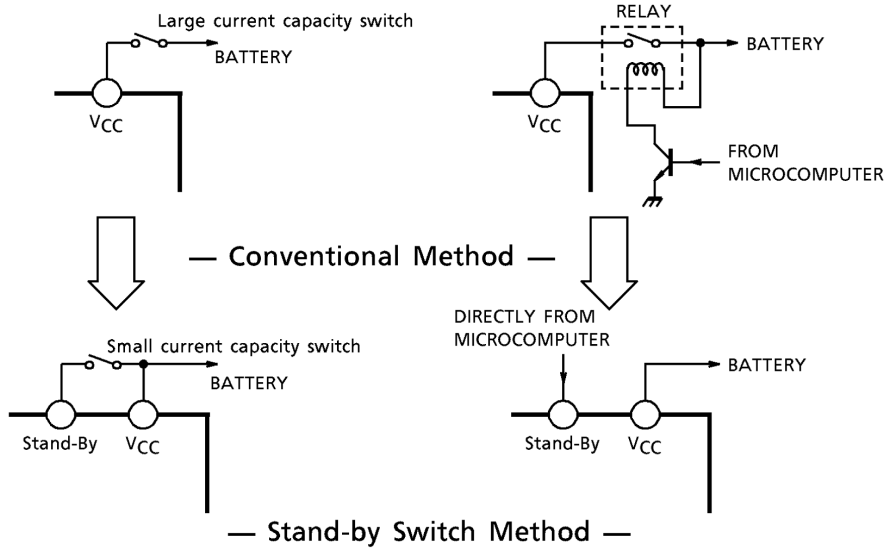 Large current capacity switch
BATTERY
VCC
RELAY
BATTERY
VCC
FROM
MICROCOMPUTER
— Conventional Method —
Small current capacity switch
BATTERY
Stand-By
VCC
DIRECTLY FROM
MICROCOMPUTER
BATTERY
Stand-By
VCC
— Stand-by Switch Method —